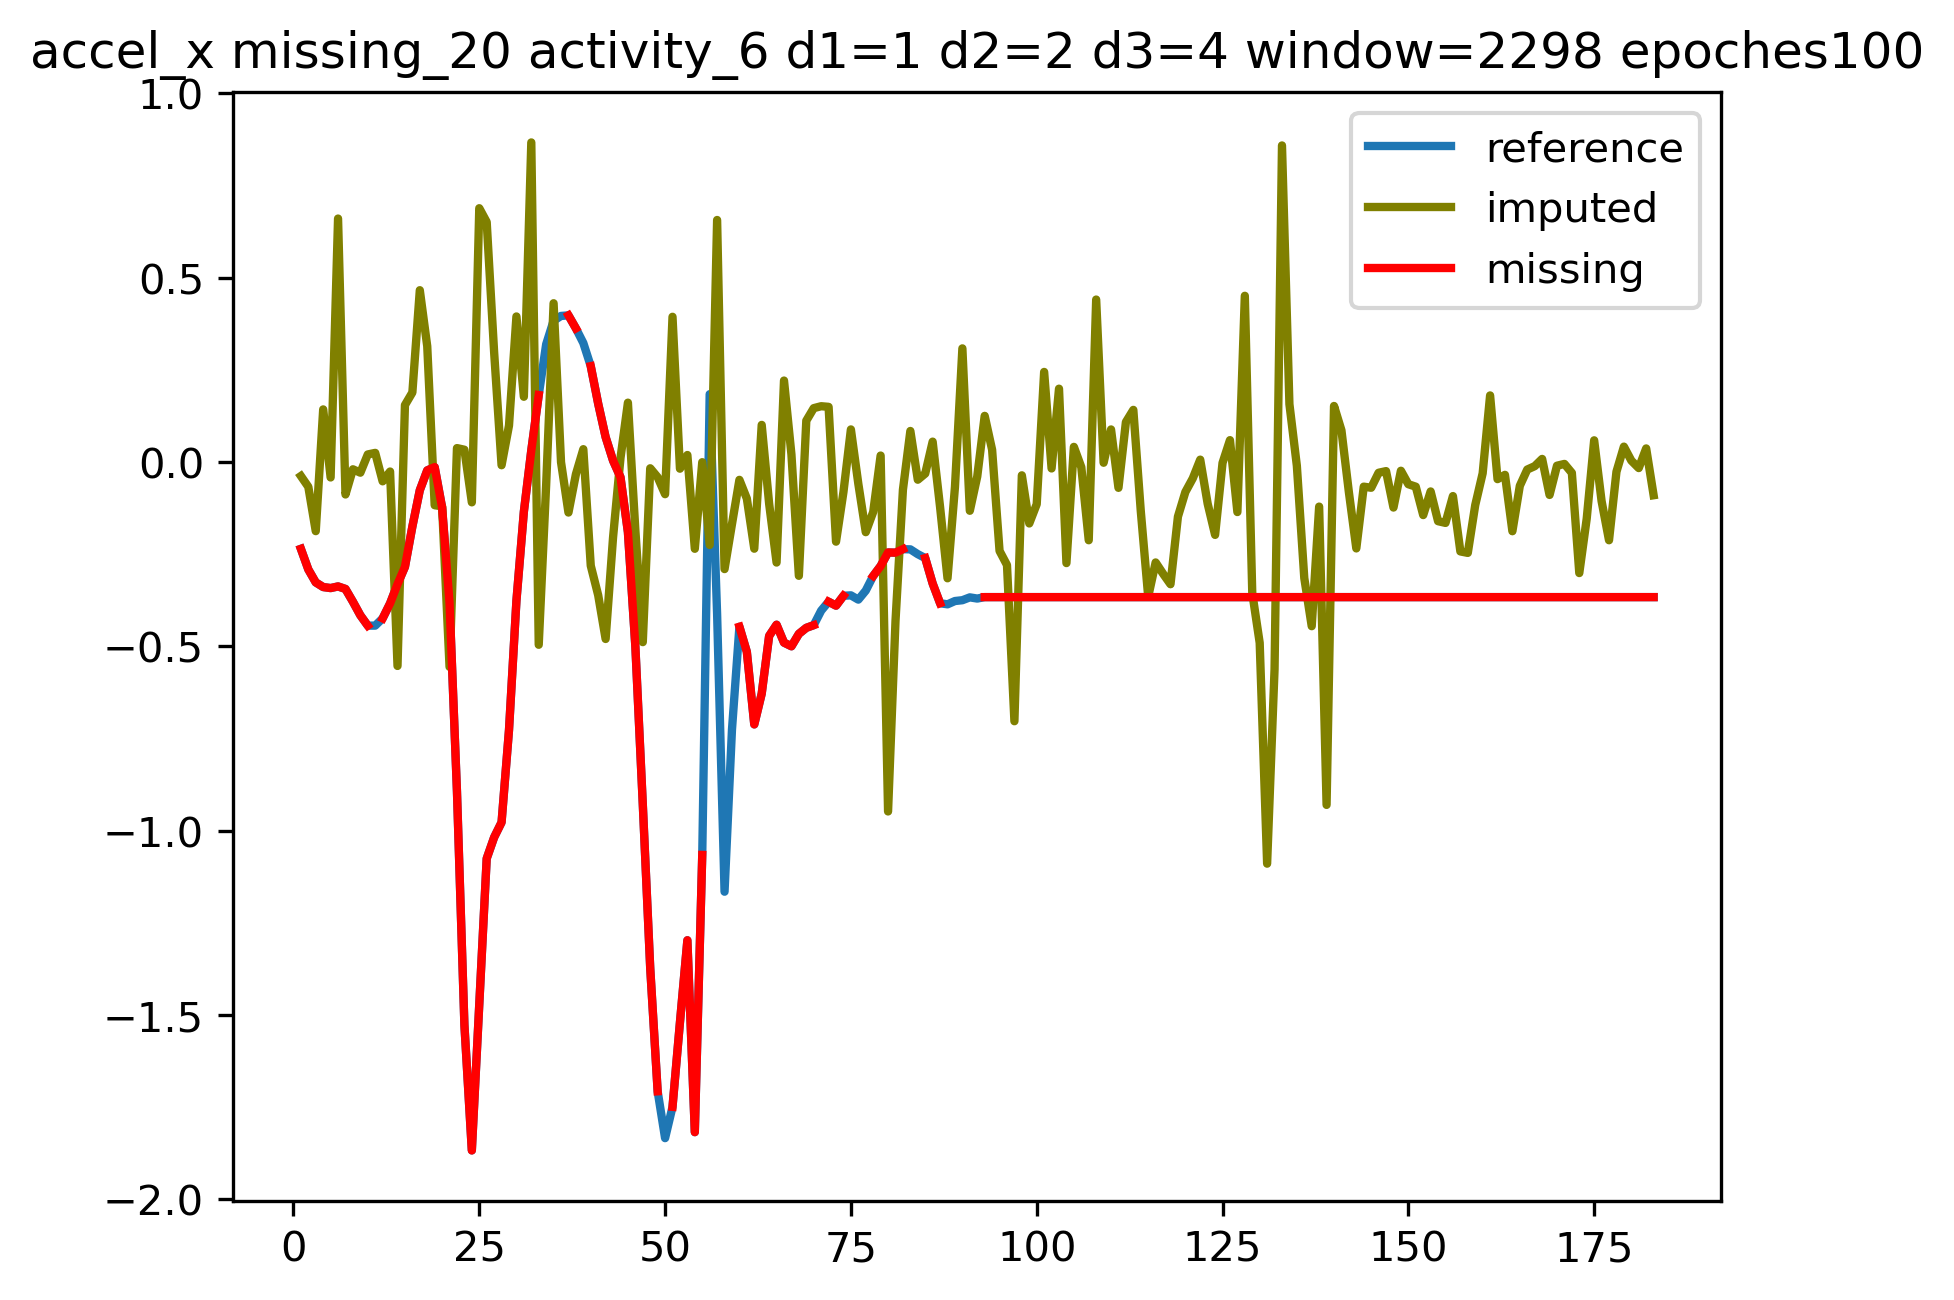 accel_x missing_20 activity_6 d1=1 d2=2 d3=4 window=2298 epoches100
1.0
0.5
0.0
−0.5
−1.0
−1.5
−2.0
0 25 50 75 100 125 150 175
reference
imputed
missing